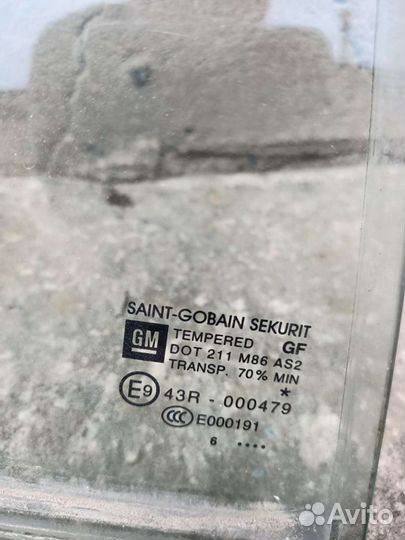 SAINT-GOBAIN SEKURIT
GM TEMPERED GF
DOT 211 M86 AS2
TRANSP. 70% MIN
*
E9 43R - 000479
CCC E000191
6 ....
Avito